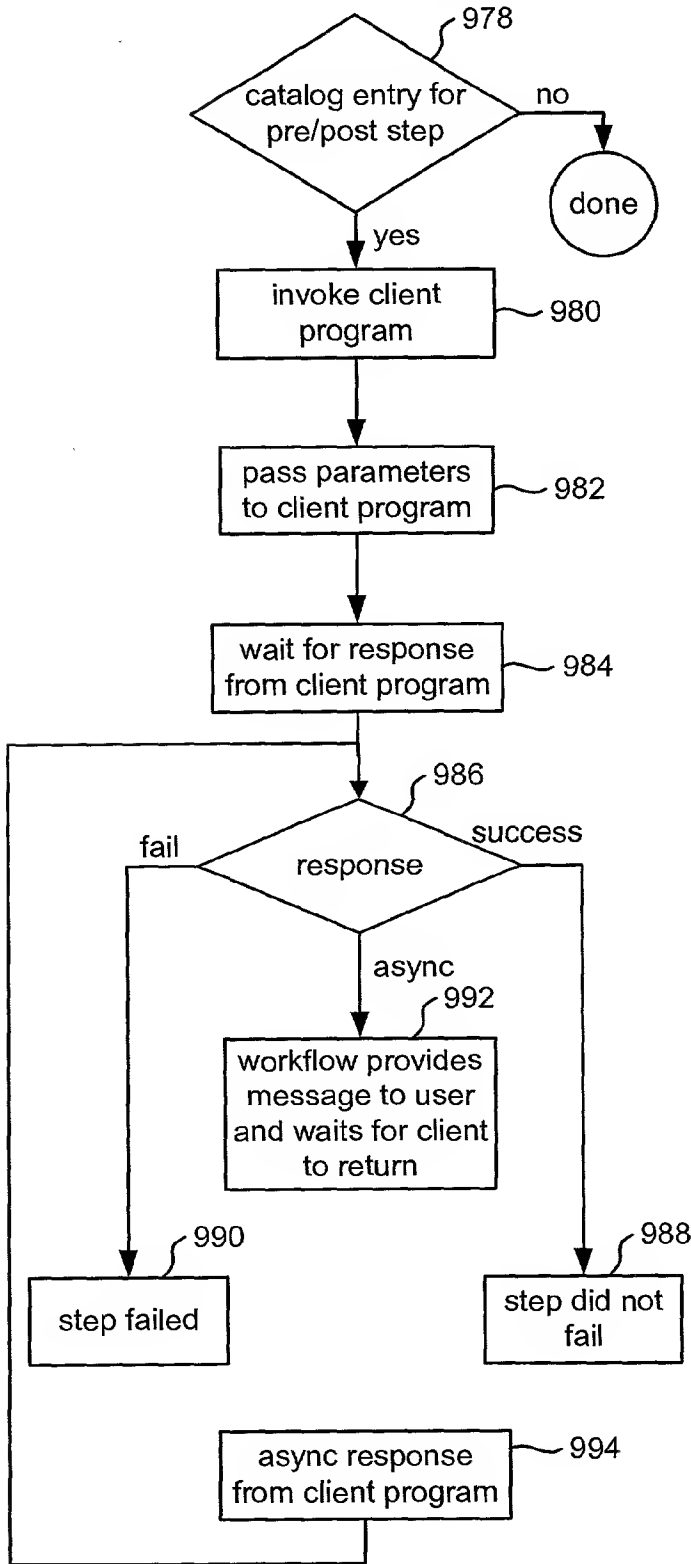 978
catalog entry for
pre/post step
no
done
yes
invoke client
program
980
pass parameters
to client program
982
wait for response
from client program
984
986
fail
success
response
async
992
workflow provides
message to user
and waits for client
to return
990
step failed
988
step did not
fail
async response
from client program
994